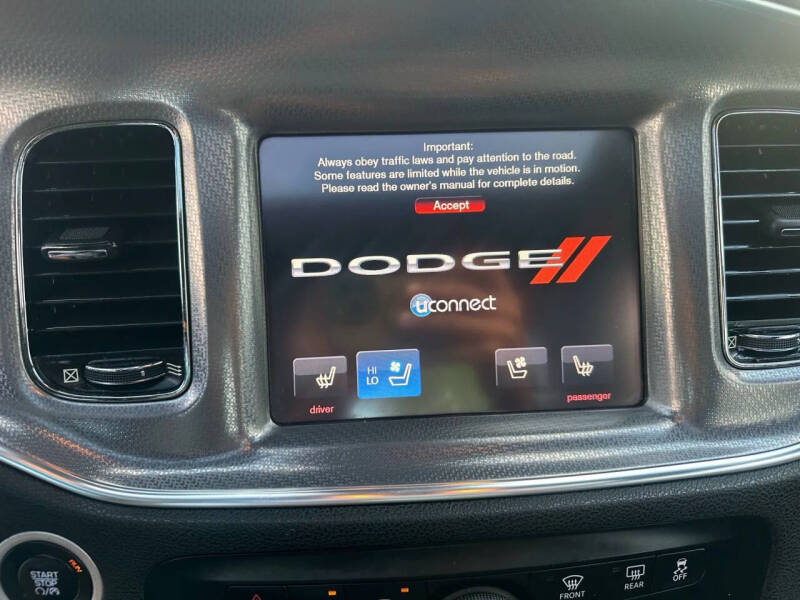 Important:
Always obey traffic laws and pay attention to the road.
Some features are limited while the vehicle is in motion.
Please read the owner's manual for complete details.
Accept
DODGE
uconnect
HI
LO
driver
passenger
RUN
START
STOP
FRONT
REAR
OFF